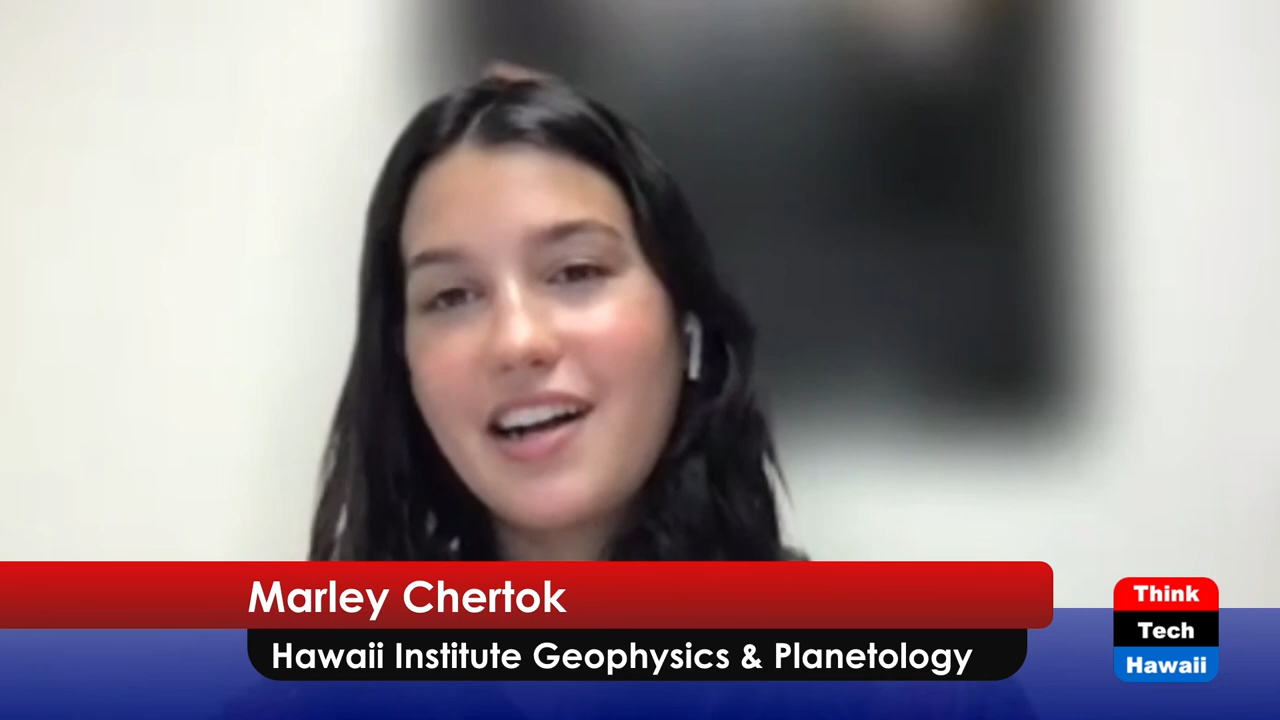 Marley Chertok
Hawaii Institute Geophysics & Planetology
Think
Tech
Hawaii